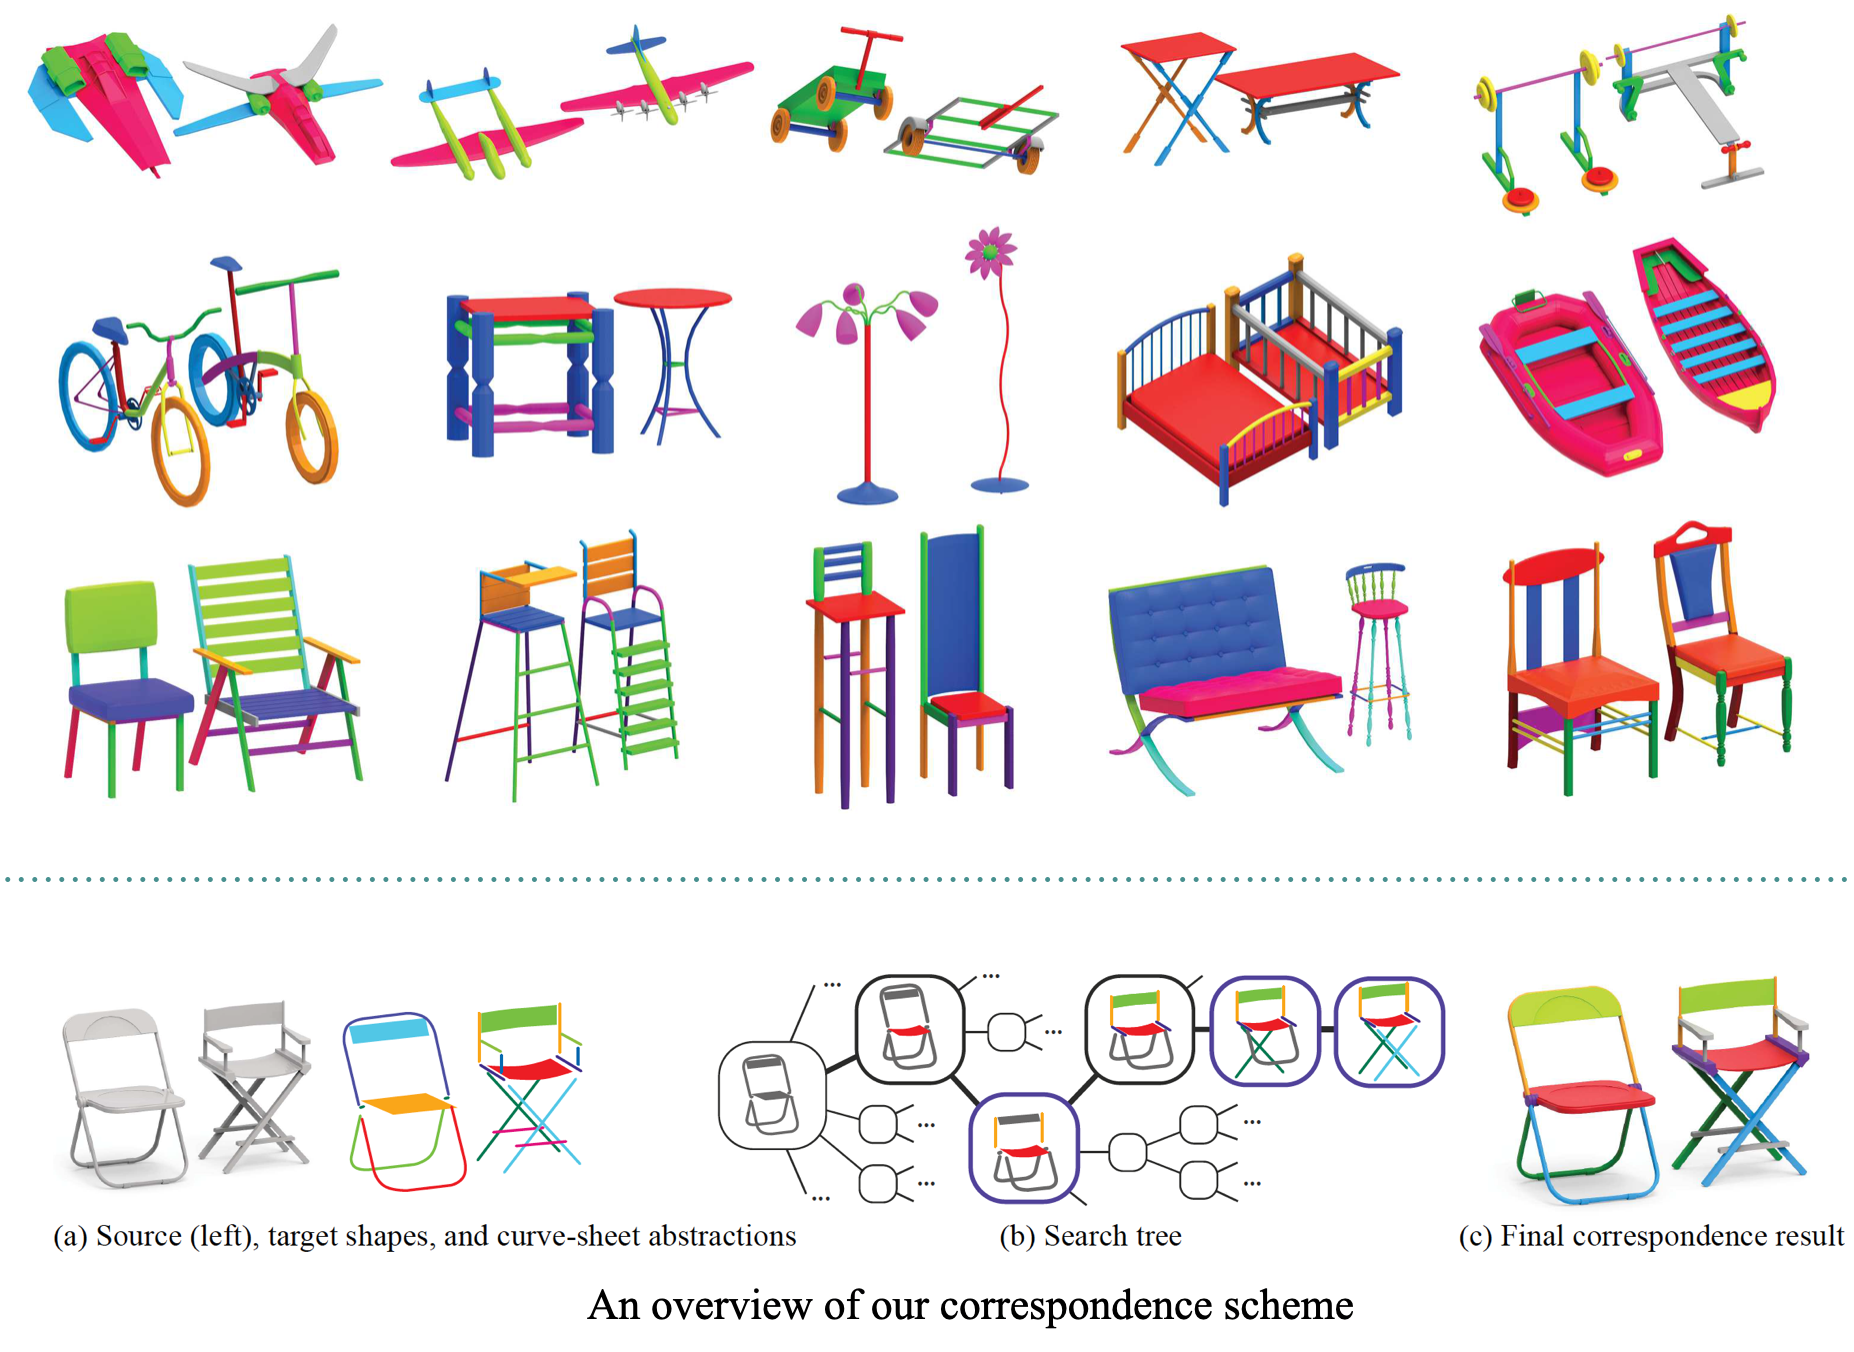 ...
...
...
...
...
...
...
...
...
(a) Source (left), target shapes, and curve-sheet abstractions
(b) Search tree
(c) Final correspondence result
An overview of our correspondence scheme